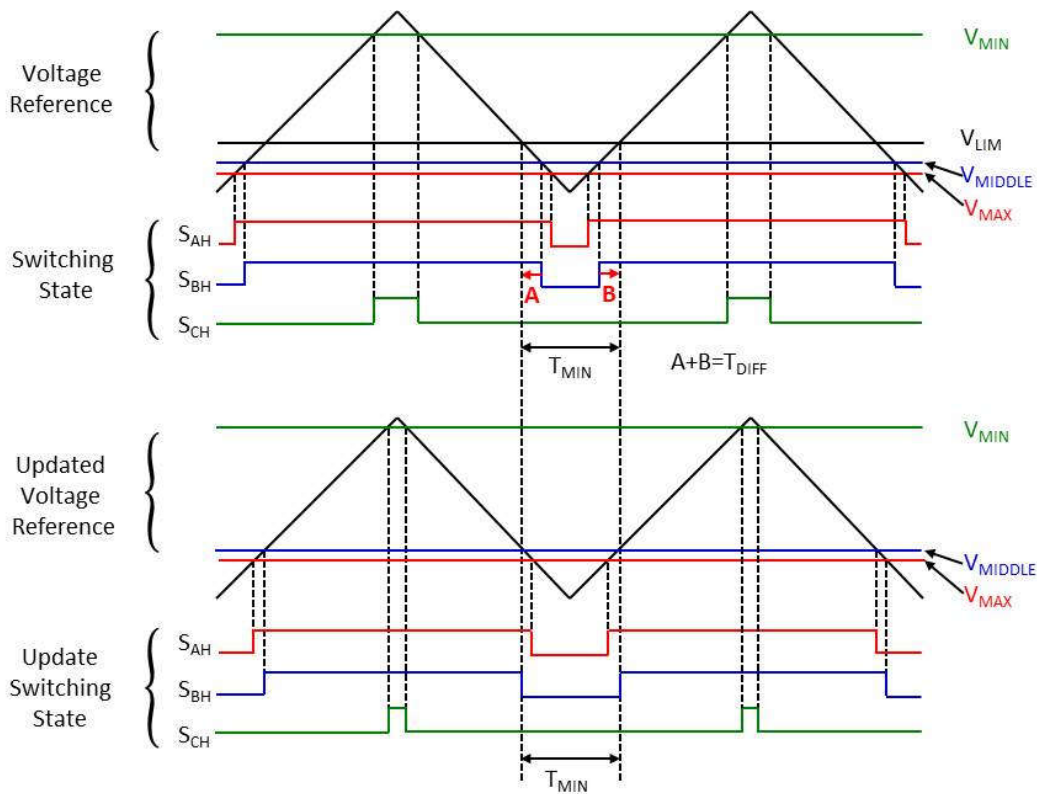 Voltage
Reference
V_MIN
V_LIM
V_MIDDLE
V_MAX
Switching
State
S_AH
S_BH
S_CH
A
B
T_MIN
A+B=T_DIFF
Updated
Voltage
Reference
V_MIN
V_MIDDLE
V_MAX
Update
Switching
State
S_AH
S_BH
S_CH
T_MIN